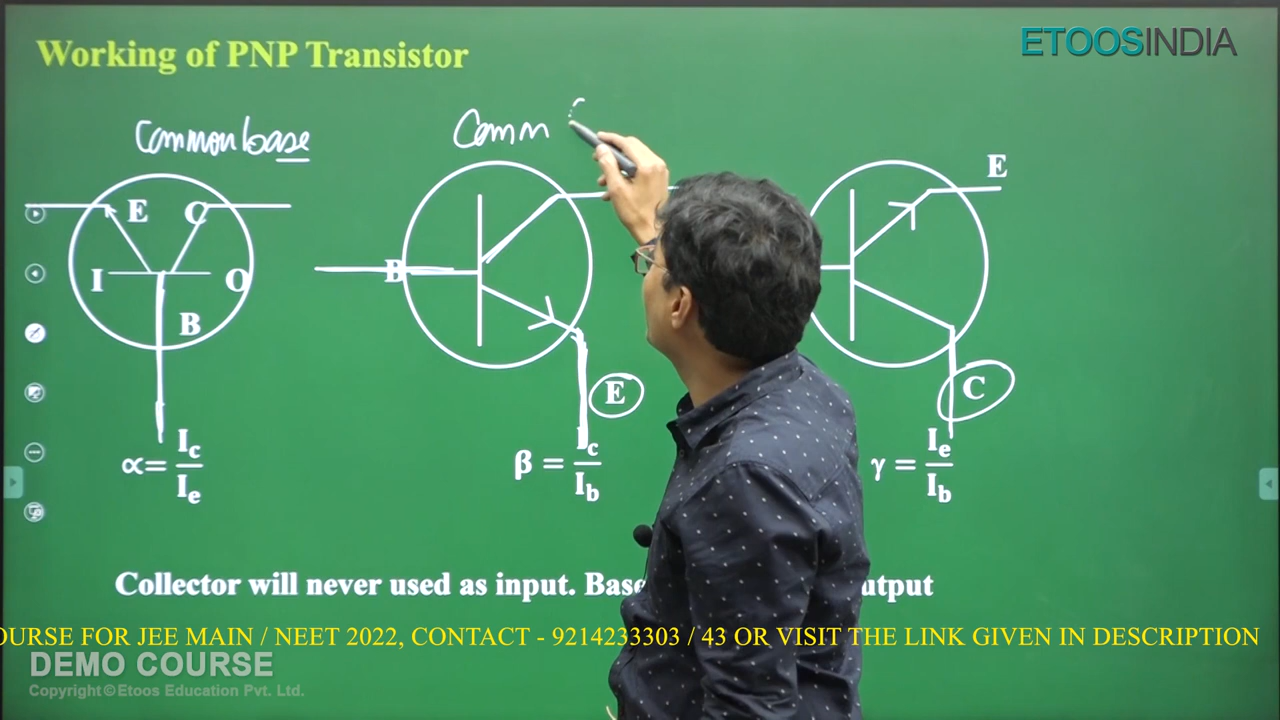 Working of PNP Transistor
ETOOSINDIA
Common base
Comm
E
C
I
O
B
B
E
E
C
∝= Ic/Ie
β = Ic/Ib
γ = Ie/Ib
Collector will never used as input. Base
utput
OURSE FOR JEE MAIN / NEET 2022, CONTACT - 9214233303 / 43 OR VISIT THE LINK GIVEN IN DESCRIPTION
DEMO COURSE
Copyright © Etoos Education Pvt. Ltd.